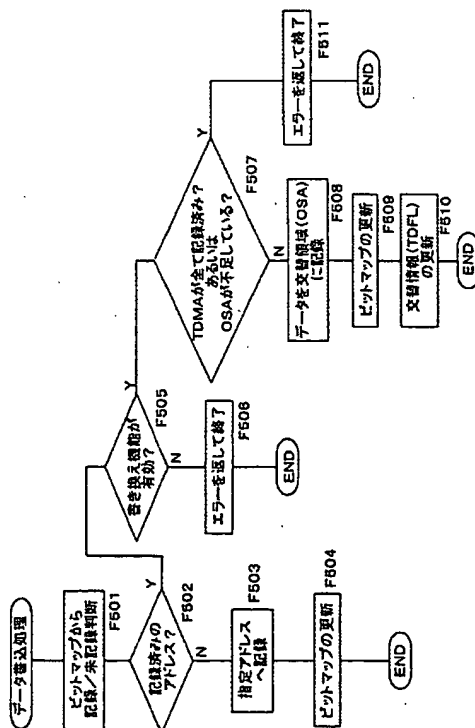 データ書込処理
ビットマップから
記録/未記録判断
F501
記録済みの
アドレス?
F502
Y
N
指定アドレス
へ記録
F503
ビットマップの更新
F504
END
書き換え機能が
有効?
F505
Y
N
エラーを返して終了
F506
END
TDMAが全て記録済み?
あるいは
OSAが不足している?
F507
Y
N
データを交替領域(OSA)
に記録
F508
ビットマップの更新
F509
交替情報(TDFL)
の更新
F510
END
エラーを返して終了
F511
END